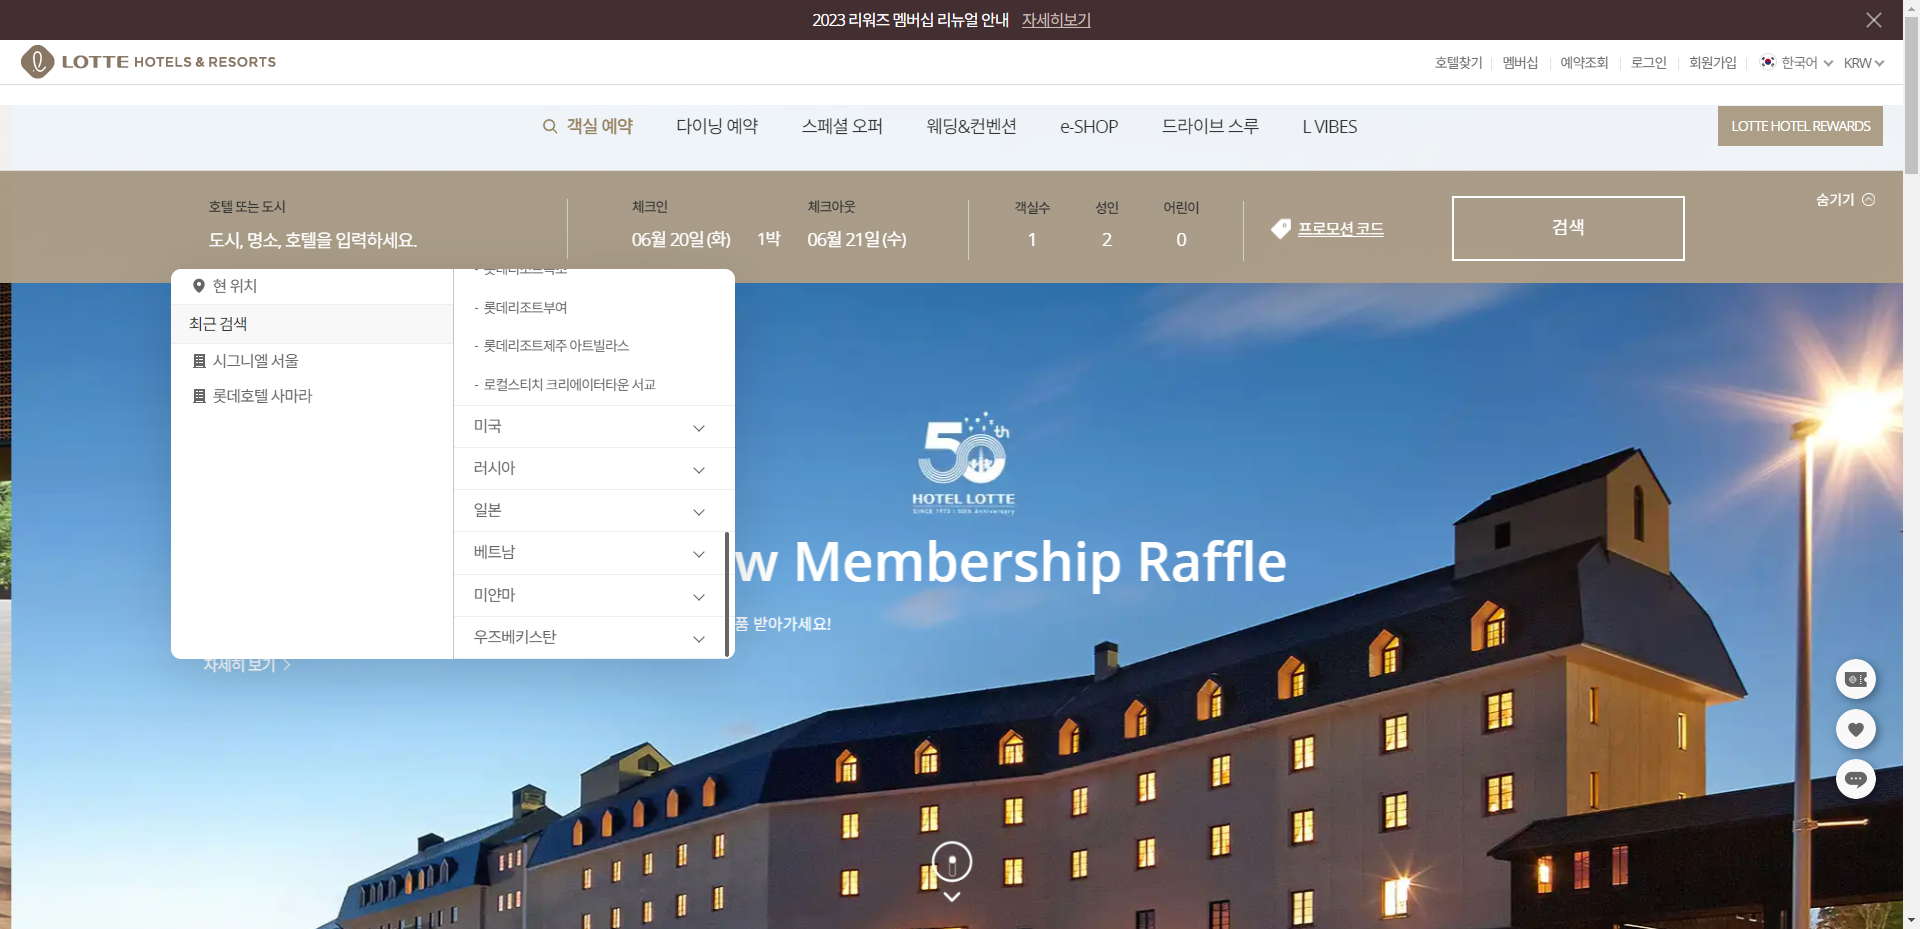 2023 리워즈 멤버십 리뉴얼 안내 자세히보기
LOTTE HOTELS & RESORTS
호텔찾기 멤버십 예약조회 로그인 회원가입 한국어 KRW
객실 예약 다이닝 예약 스페셜 오퍼 웨딩&컨벤션 e-SHOP 드라이브 스루 L VIBES
LOTTE HOTEL REWARDS
호텔 또는 도시
도시, 명소, 호텔을 입력하세요.
체크인 체크아웃
06월 20일 (화) 1박 06월 21일 (수)
객실수 성인 어린이
1 2 0
프로모션 코드
검색
숨기기
현 위치
최근 검색
시그니엘 서울
롯데호텔 사마라
- 롯데리조트속초
- 롯데리조트부여
- 롯데리조트제주 아트빌라스
- 로컬스티치 크리에이터타운 서교
미국
러시아
일본
베트남
미얀마
우즈베키스탄
50th
HOTEL LOTTE
SINCE 1973 50th Anniversary
w Membership Raffle
품 받아가세요!
자세히 보기